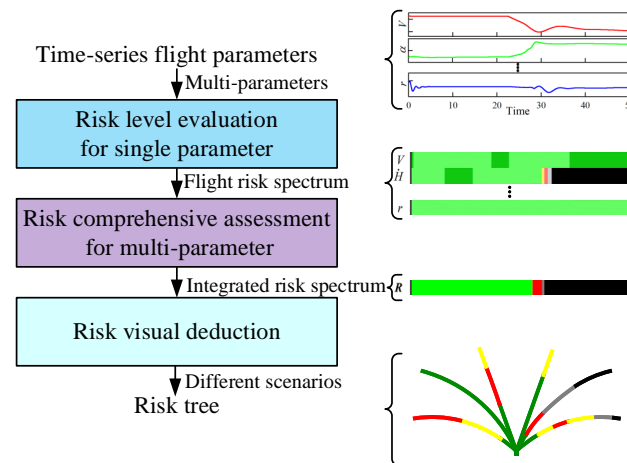 Time-series flight parameters
Multi-parameters
Risk level evaluation
for single parameter
Flight risk spectrum
Risk comprehensive assessment
for multi-parameter
Integrated risk spectrum
Risk visual deduction
Different scenarios
Risk tree
V
α
r
0 10 20 30 40 50
Time
V
Ḣ
r
R